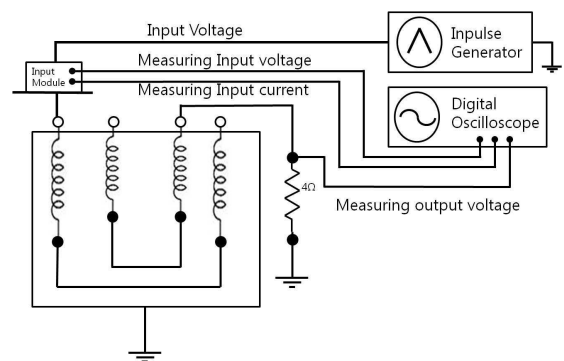 Input Voltage
Inpulse
Generator
Measuring Input voltage
Input
Module
Measuring Input current
Digital
Oscilloscope
4Ω
Measuring output voltage